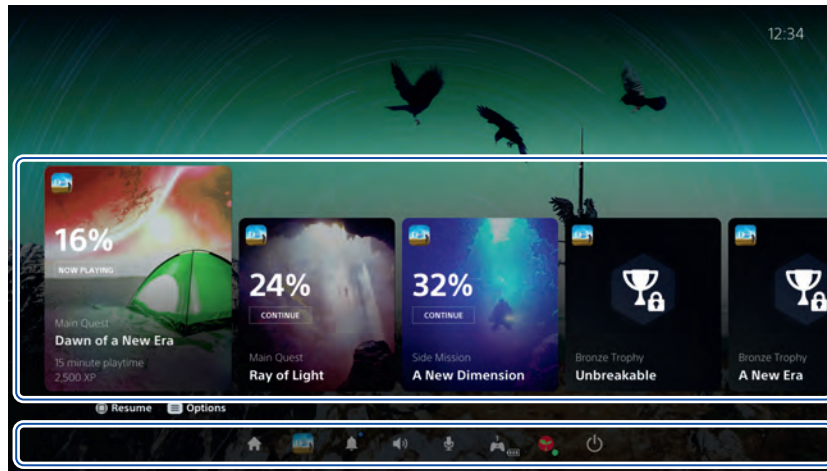 12:34
16%
NOW PLAYING
Main Quest
Dawn of a New Era
15 minute playtime
2,500 XP
24%
CONTINUE
Main Quest
Ray of Light
32%
CONTINUE
Side Mission
A New Dimension
Bronze Trophy
Unbreakable
Bronze Trophy
A New Era
Resume
Options